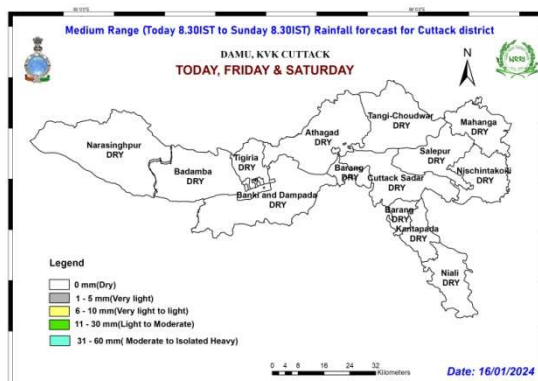 Medium Range (Today 8.30IST to Sunday 8.30IST) Rainfall forecast for Cuttack district
DAMU, KVK CUTTACK
TODAY, FRIDAY & SATURDAY
N
NRRI
Tangi-Choudwar
DRY
Mahanga
DRY
Athagad
DRY
Narasinghpur
DRY
Salepur
DRY
Tigiria
DRY
Badamba
DRY
Barang
DRY
Cuttack Sadar
DRY
Nischintakoili
DRY
Banki and Dampada
DRY
Barang
DRY
Kantapada
DRY
Niali
DRY
Legend
0 mm(Dry)
1 - 5 mm(Very light)
6 - 10 mm(Very light to light)
11 - 30 mm(Light to Moderate)
31 - 60 mm( Moderate to Isolated Heavy)
0 4 8 16 24 32
Kilometers
Date: 16/01/2024